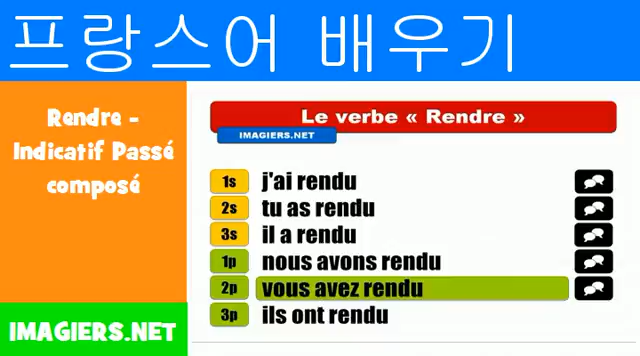 프랑스어 배우기
Rendre -
Indicatif Passé
composé
IMAGIERS.NET
Le verbe « Rendre »
IMAGIERS.NET
1s j'ai rendu
2s tu as rendu
3s il a rendu
1p nous avons rendu
2p vous avez rendu
3p ils ont rendu